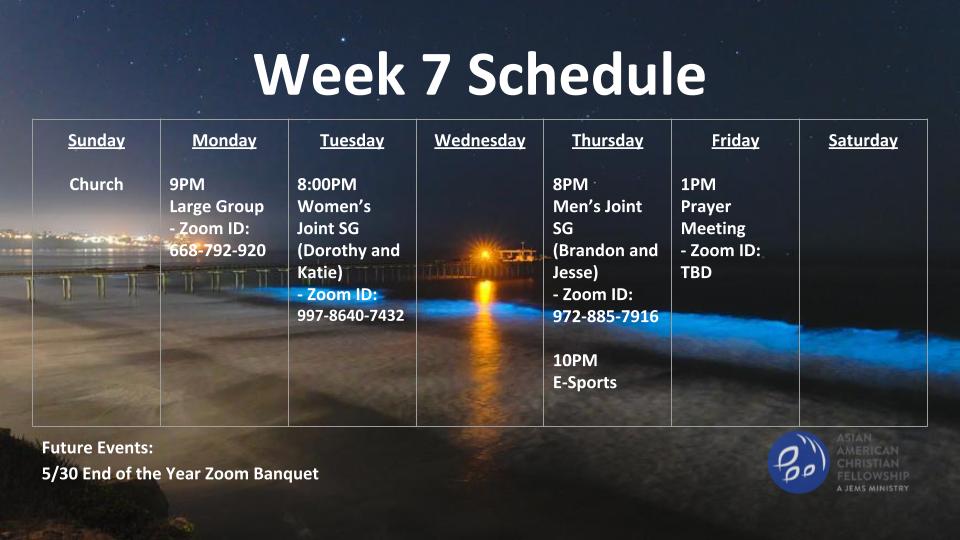 Week 7 Schedule
Sunday
Church
Monday
9PM
Large Group
- Zoom ID:
668-792-920
Tuesday
8:00PM
Women's
Joint SG
(Dorothy and
Katie)
- Zoom ID:
997-8640-7432
Wednesday
Thursday
8PM
Men's Joint
SG
(Brandon and
Jesse)
- Zoom ID:
972-885-7916
10PM
E-Sports
Friday
1PM
Prayer
Meeting
- Zoom ID:
TBD
Saturday
Future Events:
5/30 End of the Year Zoom Banquet
ASIAN
AMERICAN
CHRISTIAN
FELLOWSHIP
A JEMS MINISTRY